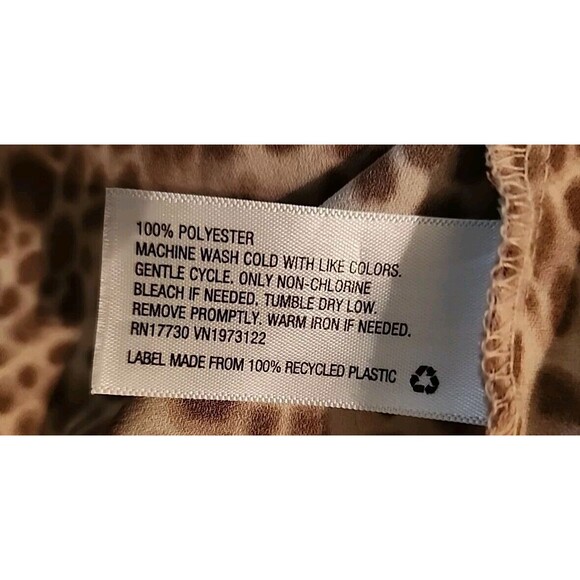 100% POLYESTER
MACHINE WASH COLD WITH LIKE COLORS.
GENTLE CYCLE. ONLY NON-CHLORINE
BLEACH IF NEEDED. TUMBLE DRY LOW.
REMOVE PROMPTLY. WARM IRON IF NEEDED.
RN17730 VN1973122
LABEL MADE FROM 100% RECYCLED PLASTIC